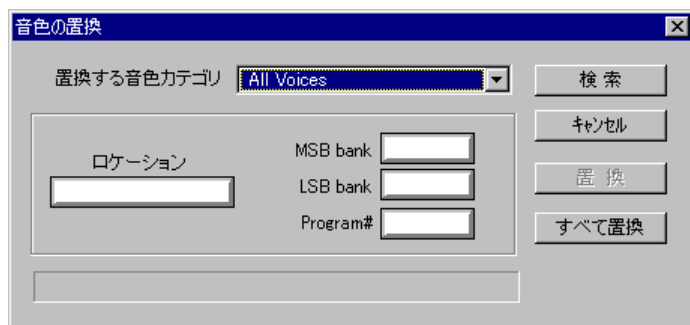 音色の置換
置換する音色カテゴリ All Voices
検 索
キャンセル
ロケーション
MSB bank
LSB bank
Program#
置 換
すべて置換